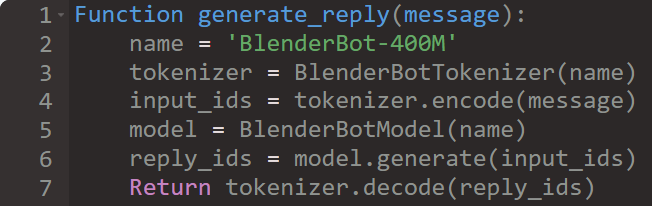 1 Function generate_reply(message):
2 name = 'BlenderBot-400M'
3 tokenizer = BlenderBotTokenizer(name)
4 input_ids = tokenizer.encode(message)
5 model = BlenderBotModel(name)
6 reply_ids = model.generate(input_ids)
7 Return tokenizer.decode(reply_ids)